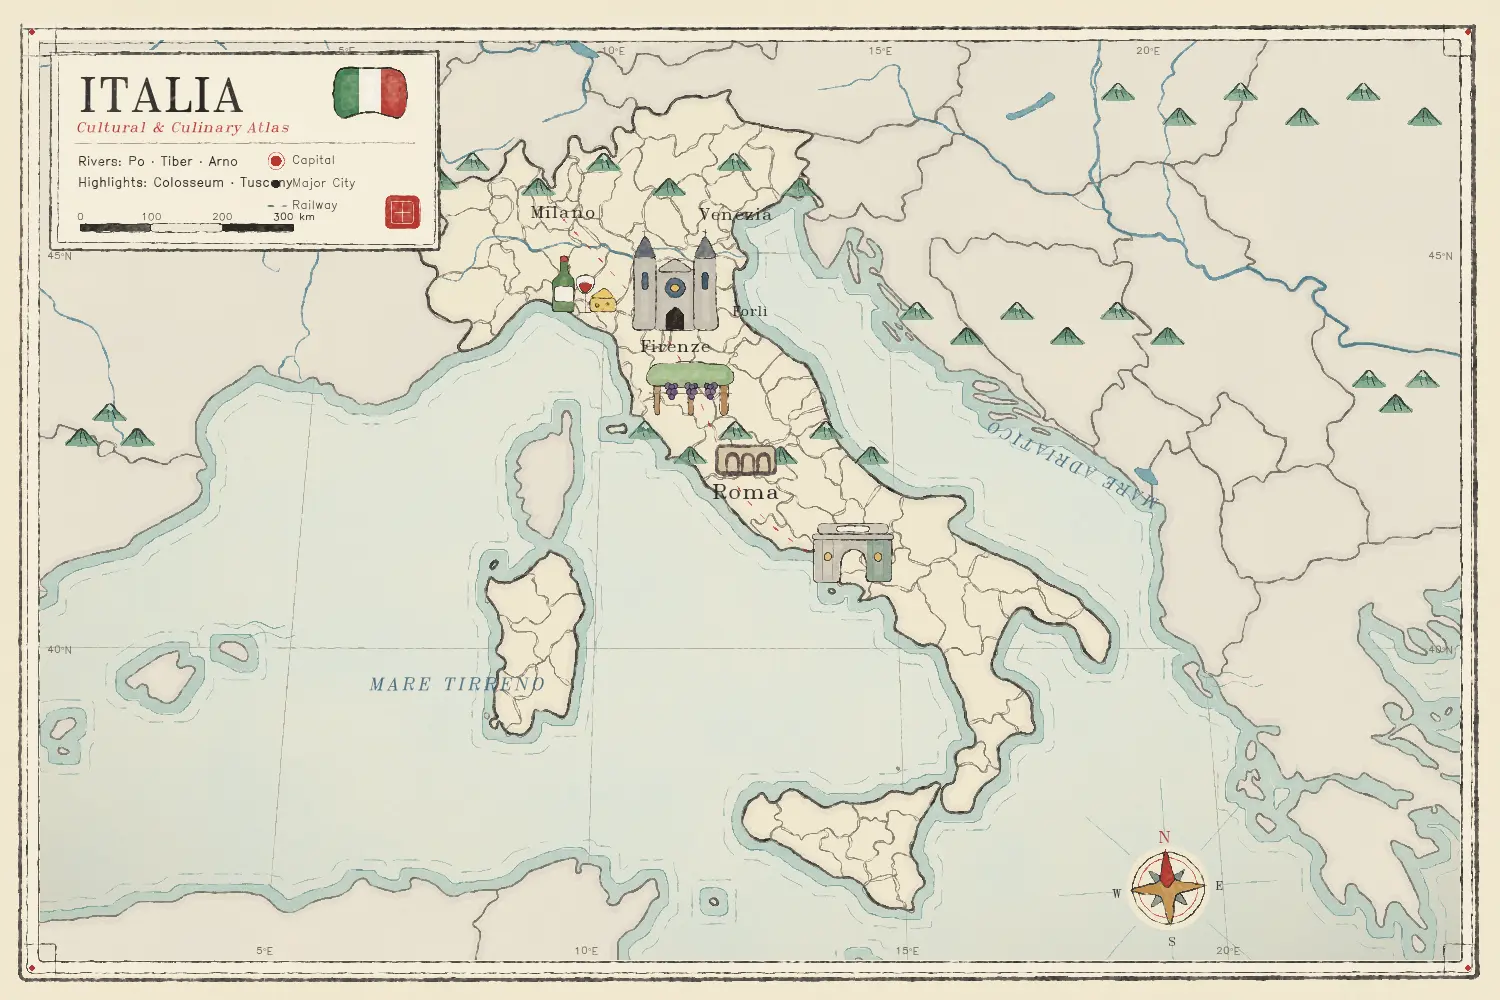 5°E
10°E
15°E
20°E
ITALIA
Cultural & Culinary Atlas
Rivers: Po · Tiber · Arno
Capital
Highlights: Colosseum · Tuscany
Major City
Railway
0 100 200 300 km
Milano
Venezia
45°N
45°N
Forlì
Firenze
MARE ADRIATICO
Roma
40°N
40°N
MARE TIRRENO
N
W
E
S
5°E
10°E
15°E
20°E